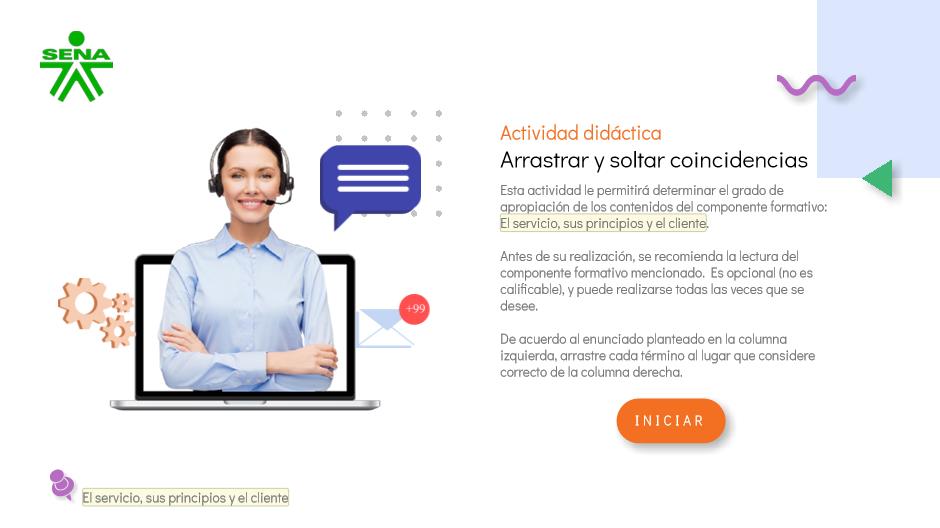 SENA
Actividad didáctica
Arrastrar y soltar coincidencias
Esta actividad le permitirá determinar el grado de
apropiación de los contenidos del componente formativo:
El servicio, sus principios y el cliente.
Antes de su realización, se recomienda la lectura del
componente formativo mencionado. Es opcional (no es
calificable), y puede realizarse todas las veces que se
desee.
+99
De acuerdo al enunciado planteado en la columna
izquierda, arrastre cada término al lugar que considere
correcto de la columna derecha.
INICIAR
El servicio, sus principios y el cliente